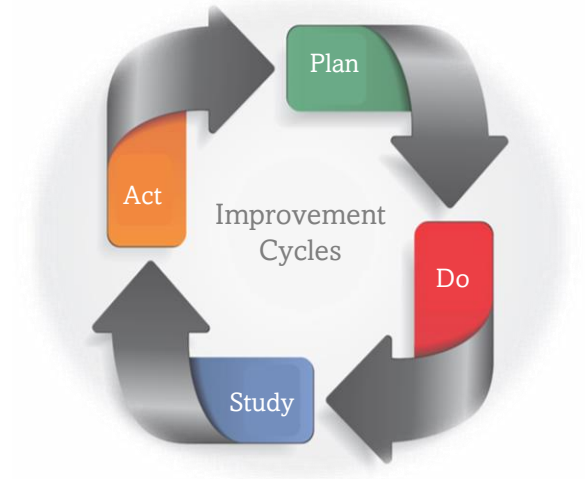 Plan
Act
Improvement
Cycles
Do
Study